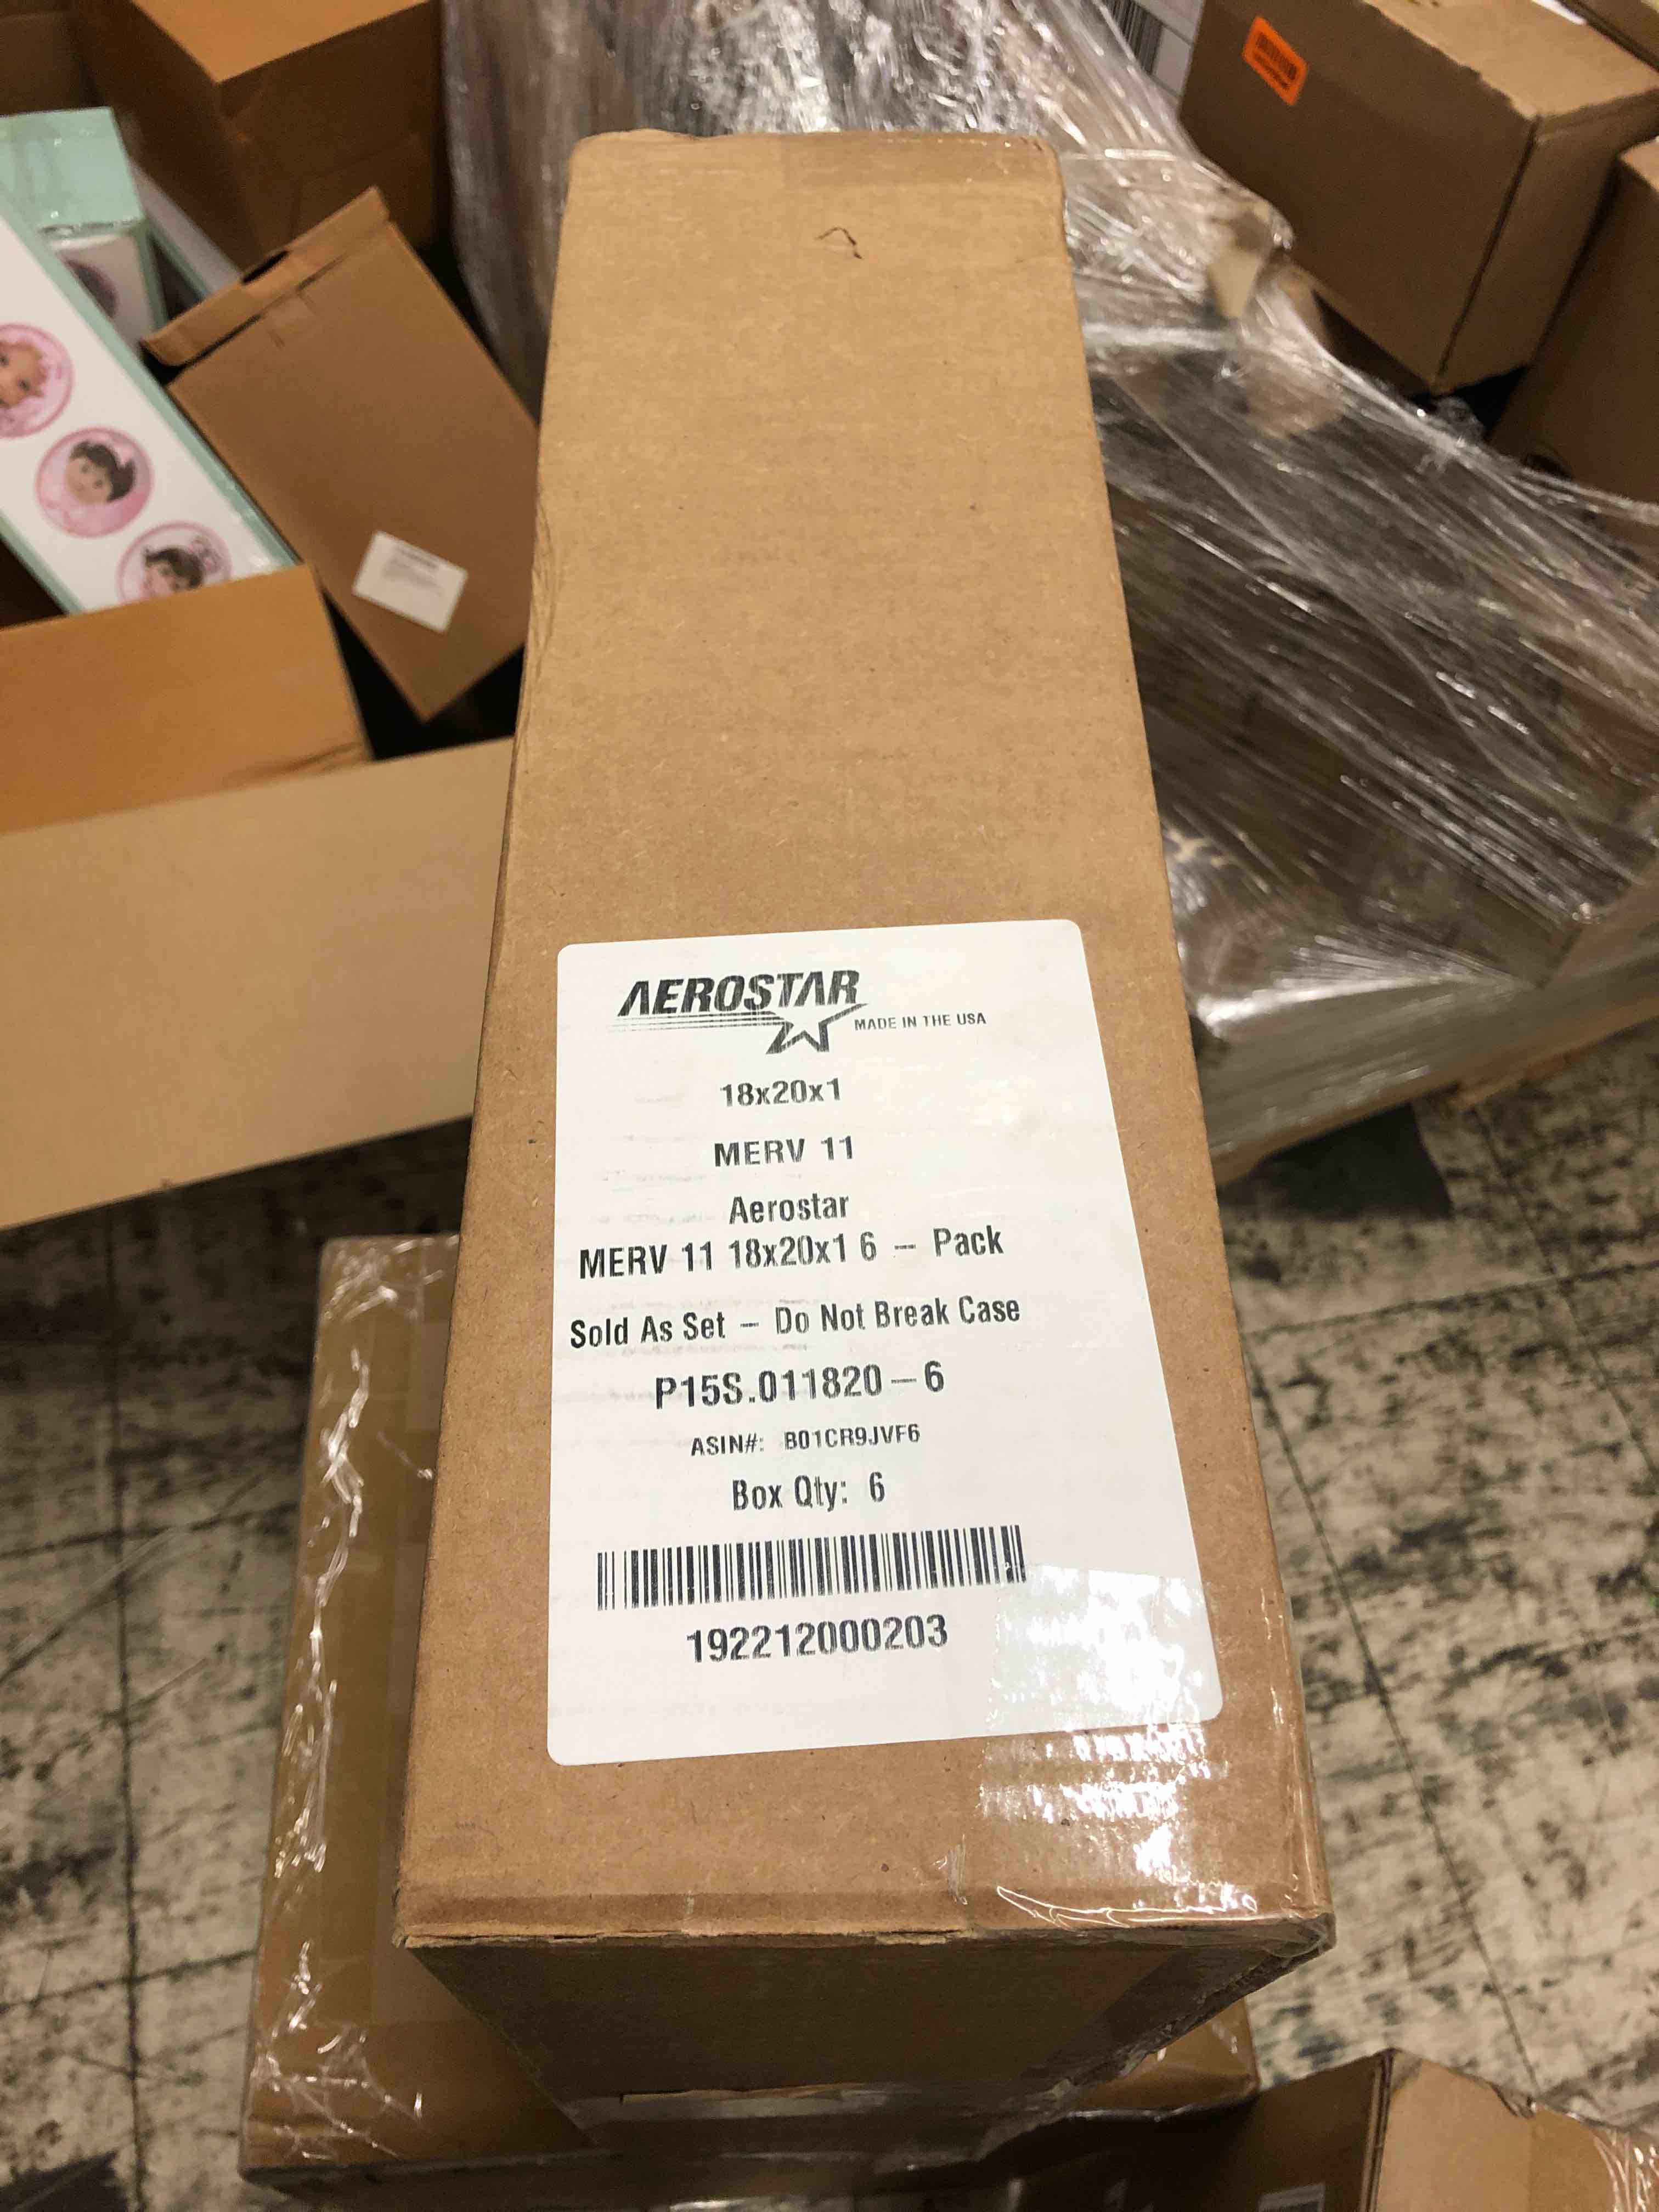 AEROSTAR
MADE IN THE USA
18x20x1
MERV 11
Aerostar
MERV 11 18x20x1 6 — Pack
Sold As Set — Do Not Break Case
P15S.011820—6
ASIN#: B01CR9JVF6
Box Qty: 6
192212000203